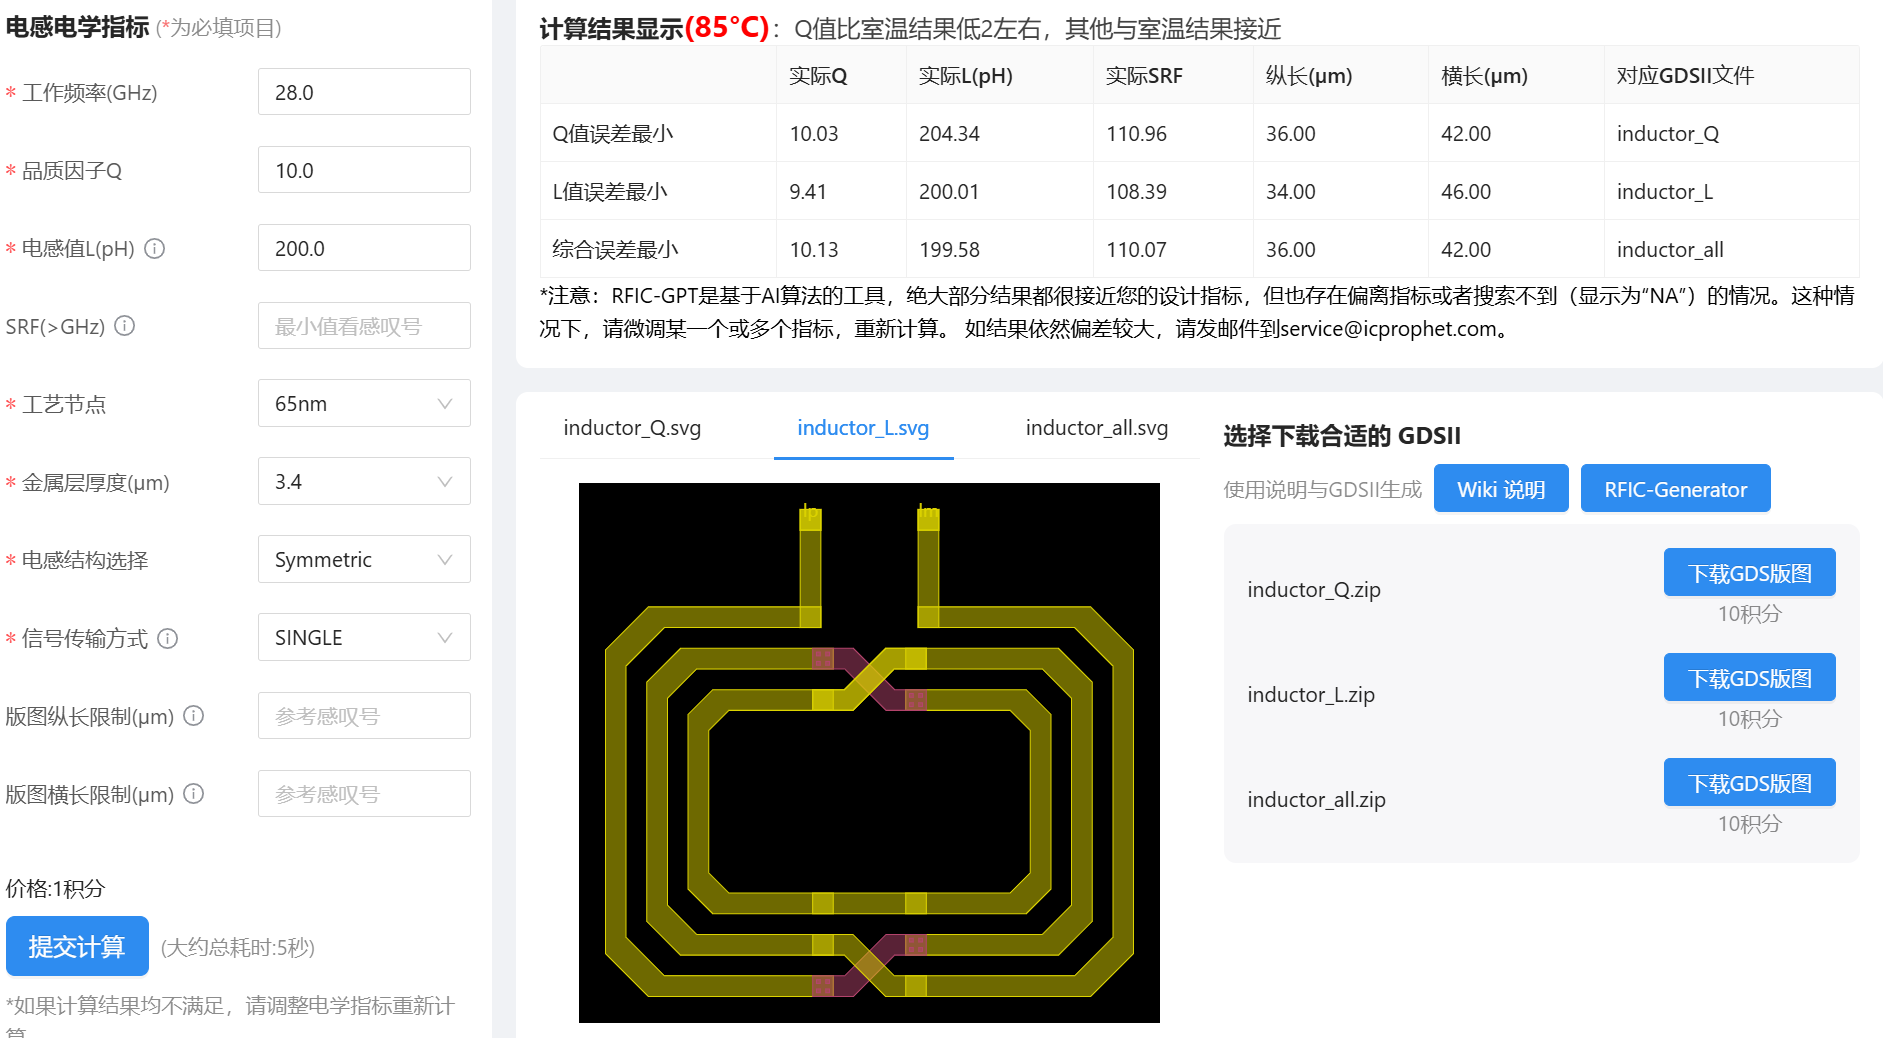 电感电学指标 (*为必填项目)
* 工作频率(GHz)
28.0
* 品质因子Q
10.0
* 电感值L(pH)
200.0
SRF(>GHz)
最小值看感叹号
* 工艺节点
65nm
* 金属层厚度(μm)
3.4
* 电感结构选择
Symmetric
* 信号传输方式
SINGLE
版图纵长限制(μm)
参考感叹号
版图横长限制(μm)
参考感叹号
价格:1积分
提交计算 (大约总耗时:5秒)
*如果计算结果均不满足，请调整电学指标重新计
算
计算结果显示(85°C)：Q值比室温结果低2左右，其他与室温结果接近
实际Q 实际L(pH) 实际SRF 纵长(μm) 横长(μm) 对应GDSII文件
Q值误差最小 10.03 204.34 110.96 36.00 42.00 inductor_Q
L值误差最小 9.41 200.01 108.39 34.00 46.00 inductor_L
综合误差最小 10.13 199.58 110.07 36.00 42.00 inductor_all
*注意：RFIC-GPT是基于AI算法的工具，绝大部分结果都很接近您的设计指标，但也存在偏离指标或者搜索不到（显示为“NA”）的情况。这种情
况下，请微调某一个或多个指标，重新计算。 如结果依然偏差较大，请发邮件到service@icprophet.com。
inductor_Q.svg inductor_L.svg inductor_all.svg
lp lm
选择下载合适的 GDSII
使用说明与GDSII生成 Wiki 说明 RFIC-Generator
inductor_Q.zip 下载GDS版图
10积分
inductor_L.zip 下载GDS版图
10积分
inductor_all.zip 下载GDS版图
10积分